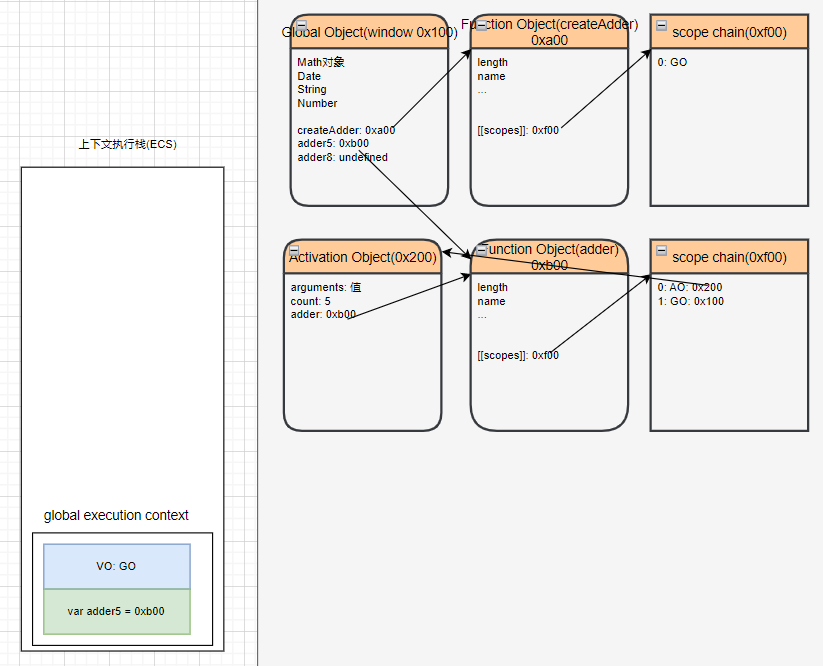 上下文执行栈(ECS)
global execution context
VO: GO
var adder5 = 0xb00
Global Object(window 0x100)
Math对象
Date
String
Number
createAdder: 0xa00
adder5: 0xb00
adder8: undefined
Function Object(createAdder)
0xa00
length
name
...
[[scopes]]: 0xf00
scope chain(0xf00)
0: GO
Activation Object(0x200)
arguments: 值
count: 5
adder: 0xb00
Function Object(adder)
0xb00
length
name
...
[[scopes]]: 0xf00
scope chain(0xf00)
0: AO: 0x200
1: GO: 0x100